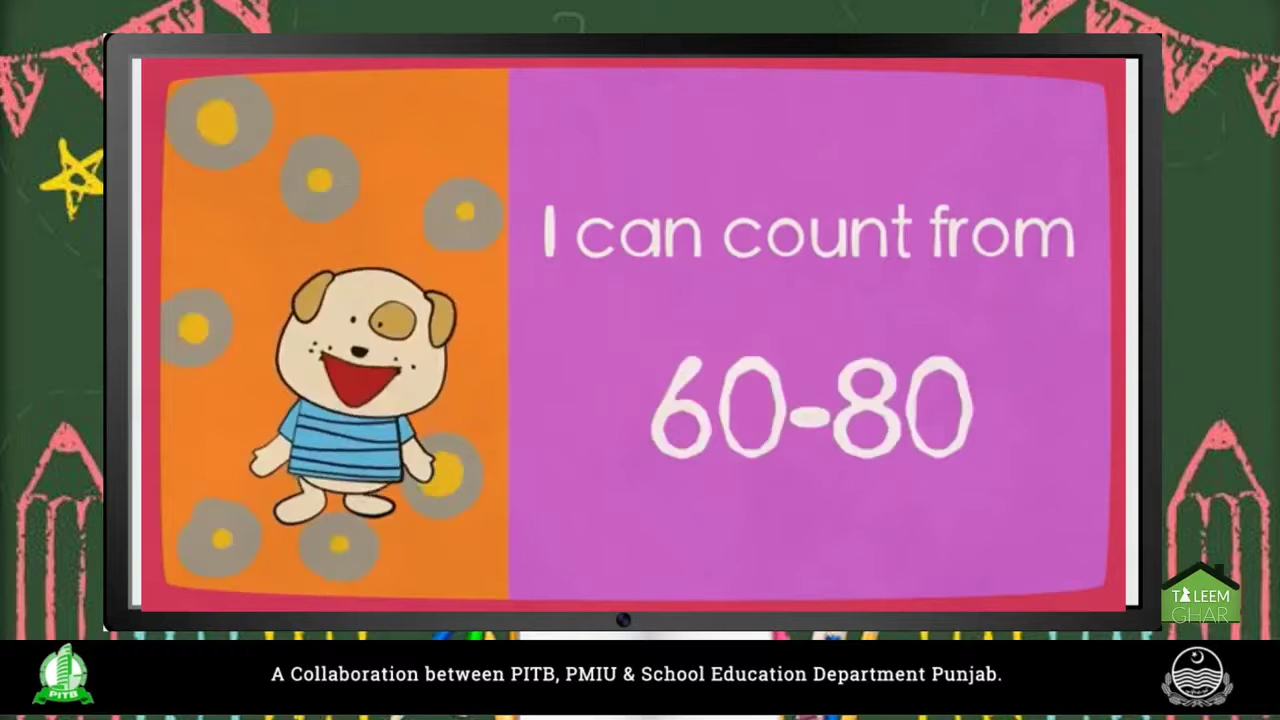 I can count from
60-80
TALEEM
GHAR
A Collaboration between PITB, PMIU & School Education Department Punjab.
PITB